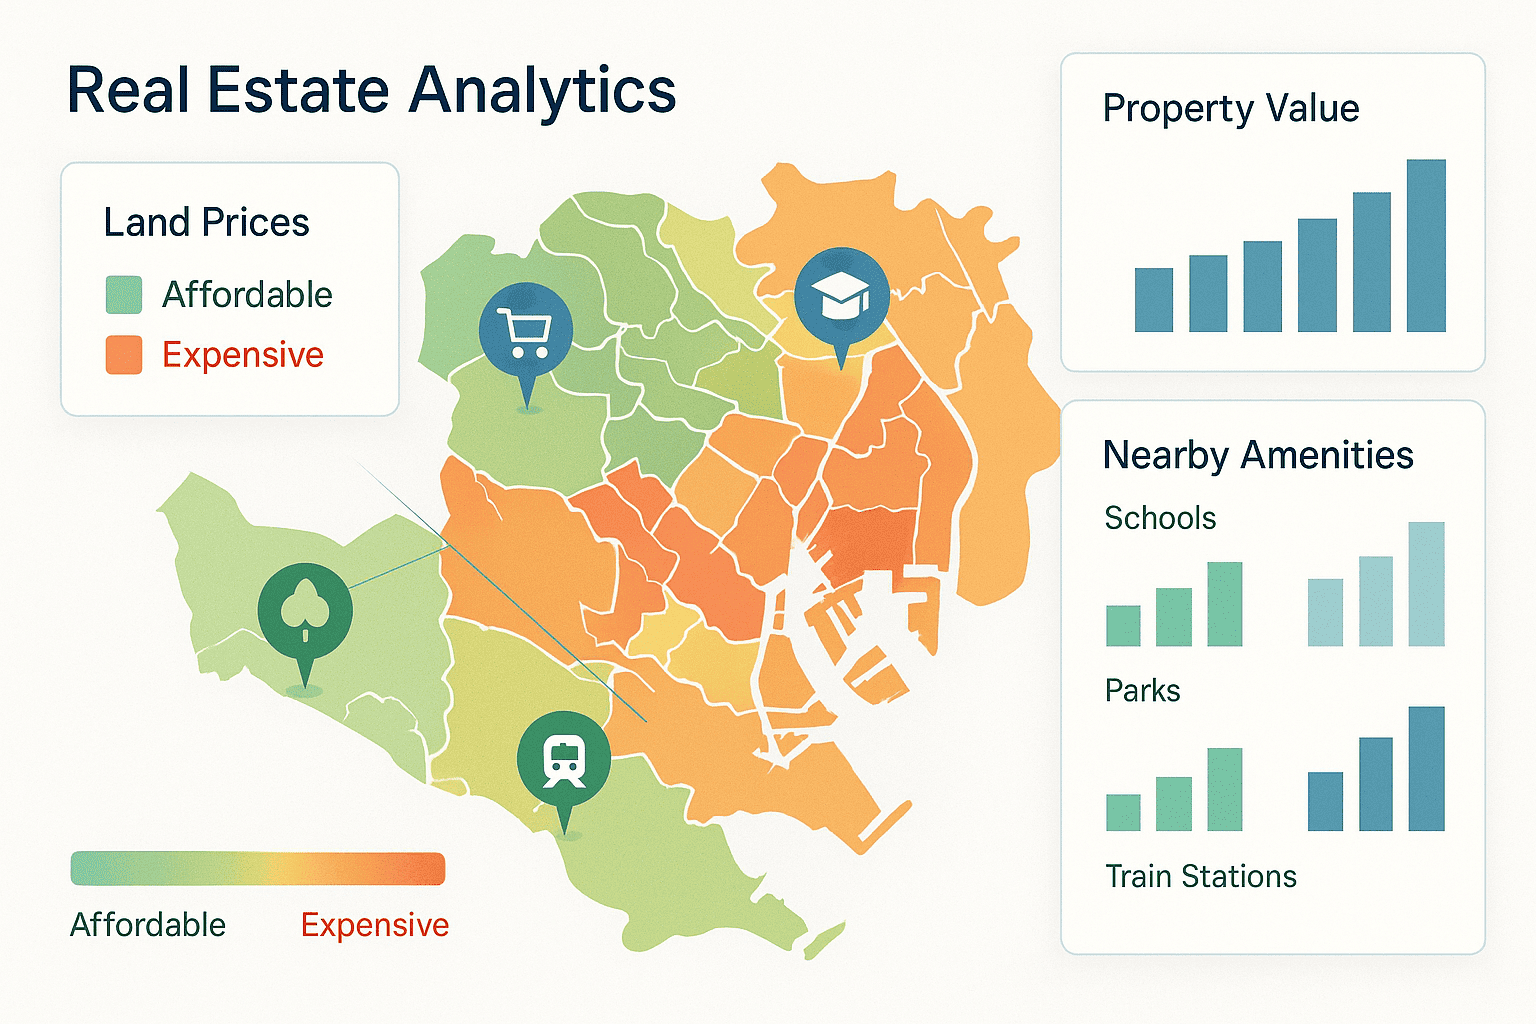 Real Estate Analytics
Land Prices
Affordable
Expensive
Affordable
Expensive
Property Value
Nearby Amenities
Schools
Parks
Train Stations